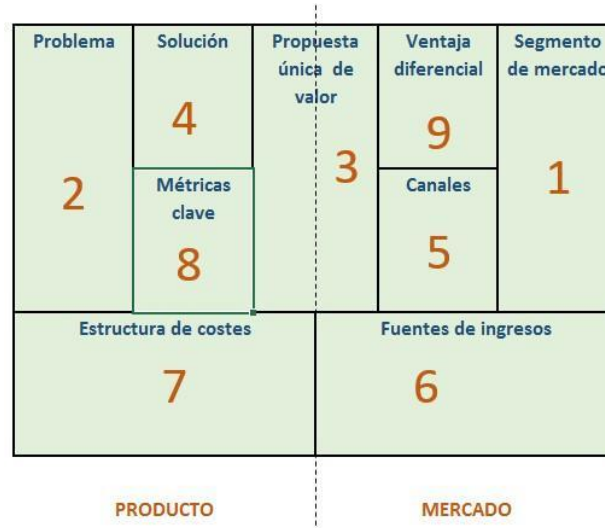 Problema
2
Solución
4
Métricas
clave
8
Propuesta
única de
valor
3
Ventaja
diferencial
9
Canales
5
Segmento
de mercado
1
Estructura de costes
7
Fuentes de ingresos
6
PRODUCTO
MERCADO